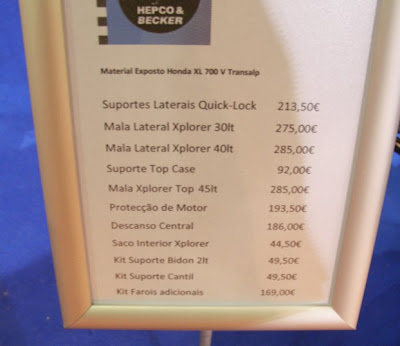 HEPCO &
BECKER
Material Exposto Honda XL 700 V Transalp
Suportes Laterais Quick-Lock 213,50€
Mala Lateral Xplorer 30lt 275,00€
Mala Lateral Xplorer 40lt 285,00€
Suporte Top Case 92,00€
Mala Xplorer Top 45lt 285,00€
Protecção de Motor 193,50€
Descanso Central 186,00€
Saco Interior Xplorer 44,50€
Kit Suporte Bidon 2lt 49,50€
Kit Suporte Cantil 49,50€
Kit Farois adicionais 169,00€